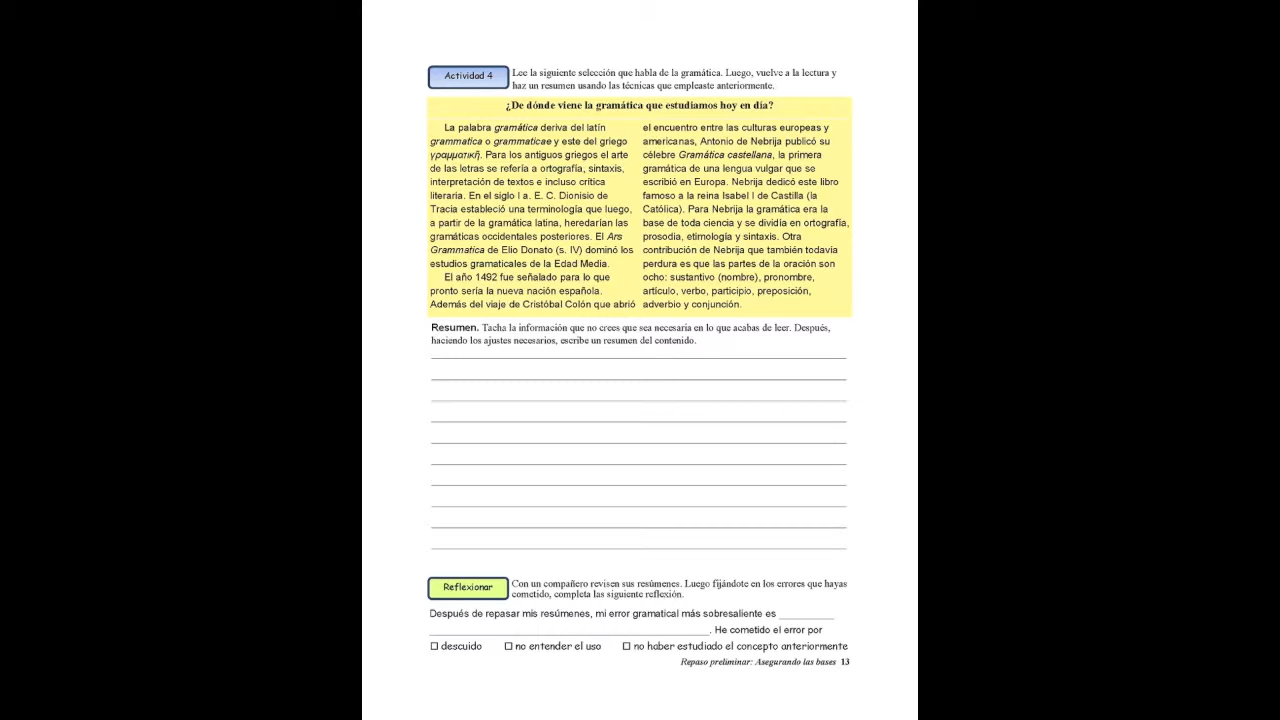 Actividad 4
Lee la siguiente selección que habla de la gramática. Luego, vuelve a la lectura y
haz un resumen usando las técnicas que empleaste anteriormente.
¿De dónde viene la gramática que estudiamos hoy en día?
La palabra gramática deriva del latín
grammatica o grammaticae y este del griego
γραμματικῆ. Para los antiguos griegos el arte
de las letras se refería a ortografía, sintaxis,
interpretación de textos e incluso crítica
literaria. En el siglo I a. E. C. Dionisio de
Tracia estableció una terminología que luego,
a partir de la gramática latina, heredarían las
gramáticas occidentales posteriores. El Ars
Grammatica de Elio Donato (s. IV) dominó los
estudios gramaticales de la Edad Media.
El año 1492 fue señalado para lo que
pronto sería la nueva nación española.
Además del viaje de Cristóbal Colón que abrió
el encuentro entre las culturas europeas y
americanas, Antonio de Nebrija publicó su
célebre Gramática castellana, la primera
gramática de una lengua vulgar que se
escribió en Europa. Nebrija dedicó este libro
famoso a la reina Isabel I de Castilla (la
Católica). Para Nebrija la gramática era la
base de toda ciencia y se dividía en ortografía,
prosodia, etimología y sintaxis. Otra
contribución de Nebrija que también todavía
perdura es que las partes de la oración son
ocho: sustantivo (nombre), pronombre,
artículo, verbo, participio, preposición,
adverbio y conjunción.
Resumen. Tacha la información que no crees que sea necesaria en lo que acabas de leer. Después,
haciendo los ajustes necesarios, escribe un resumen del contenido.
Reflexionar
Con un compañero revisen sus resúmenes. Luego fijándote en los errores que hayas
cometido, completa las siguiente reflexión.
Después de repasar mis resúmenes, mi error gramatical más sobresaliente es
. He cometido el error por
☐ descuido ☐ no entender el uso ☐ no haber estudiado el concepto anteriormente
Repaso preliminar: Asegurando las bases 13